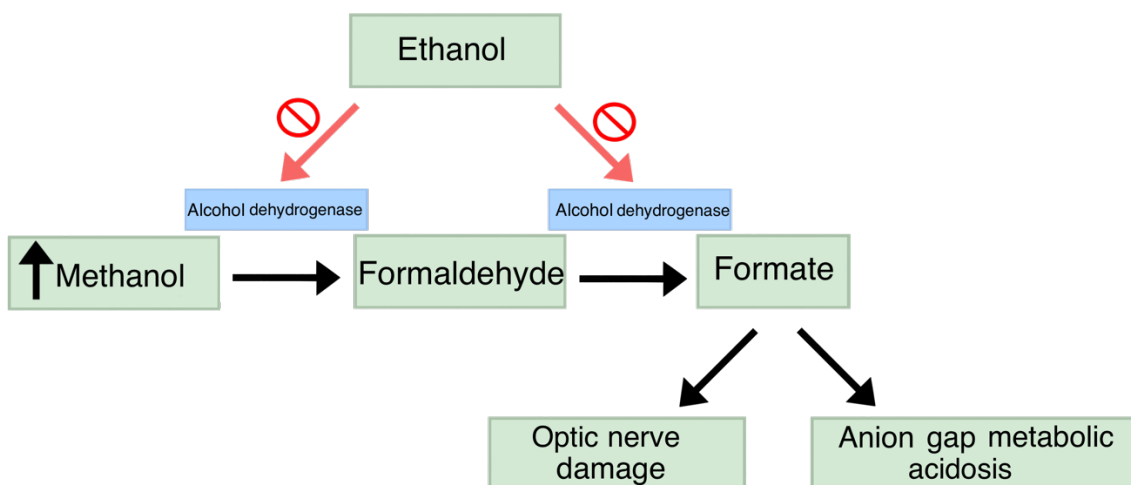 Ethanol
Alcohol dehydrogenase
Alcohol dehydrogenase
Methanol
Formaldehyde
Formate
Optic nerve
damage
Anion gap metabolic
acidosis